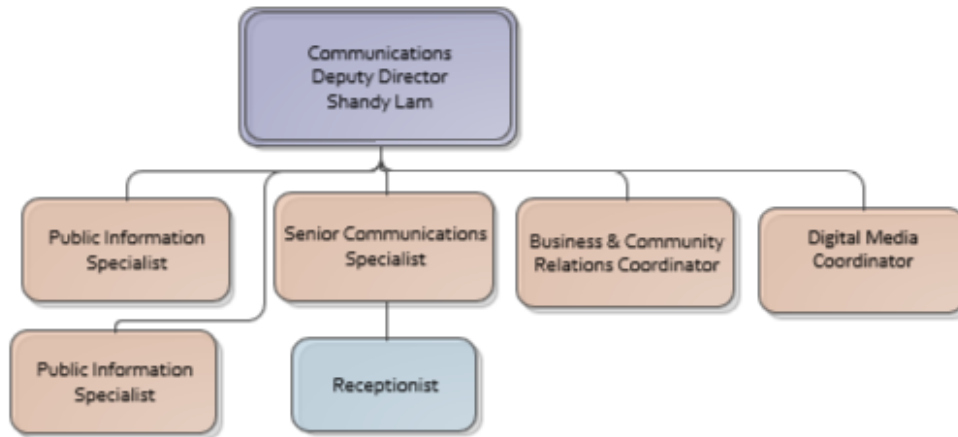 Communications
Deputy Director
Shandy Lam
Public Information
Specialist
Senior Communications
Specialist
Business & Community
Relations Coordinator
Digital Media
Coordinator
Public Information
Specialist
Receptionist